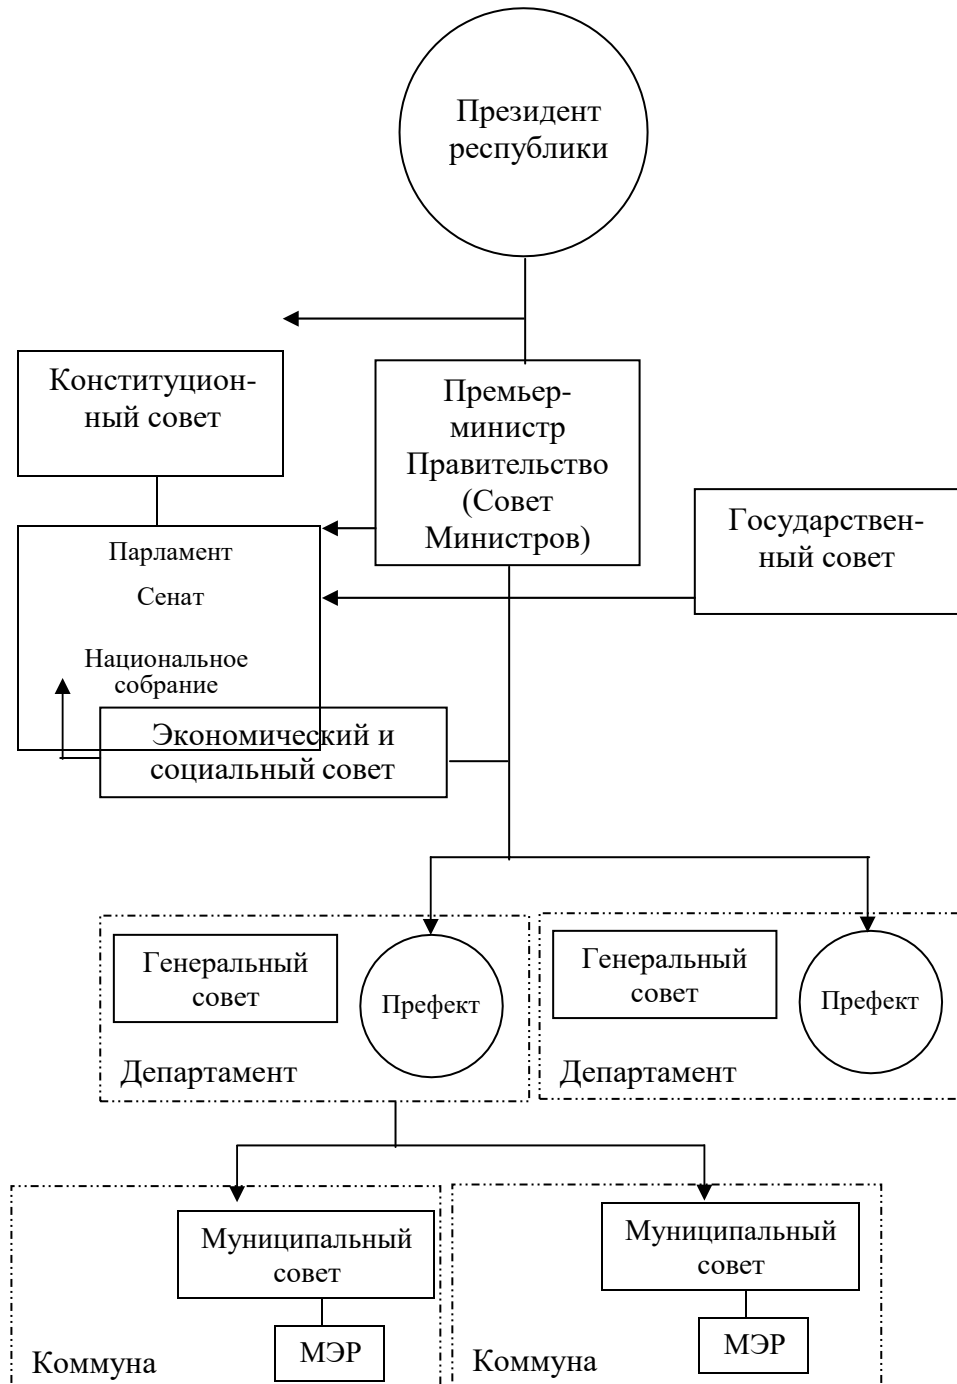 Президент
республики
Конституцион-
ный совет
Премьер-
министр
Правительство
(Совет
Министров)
Государствен-
ный совет
Парламент
Сенат
Национальное
собрание
Экономический и
социальный совет
Генеральный
совет
Префект
Департамент
Генеральный
совет
Префект
Департамент
Муниципальный
совет
МЭР
Коммуна
Муниципальный
совет
МЭР
Коммуна